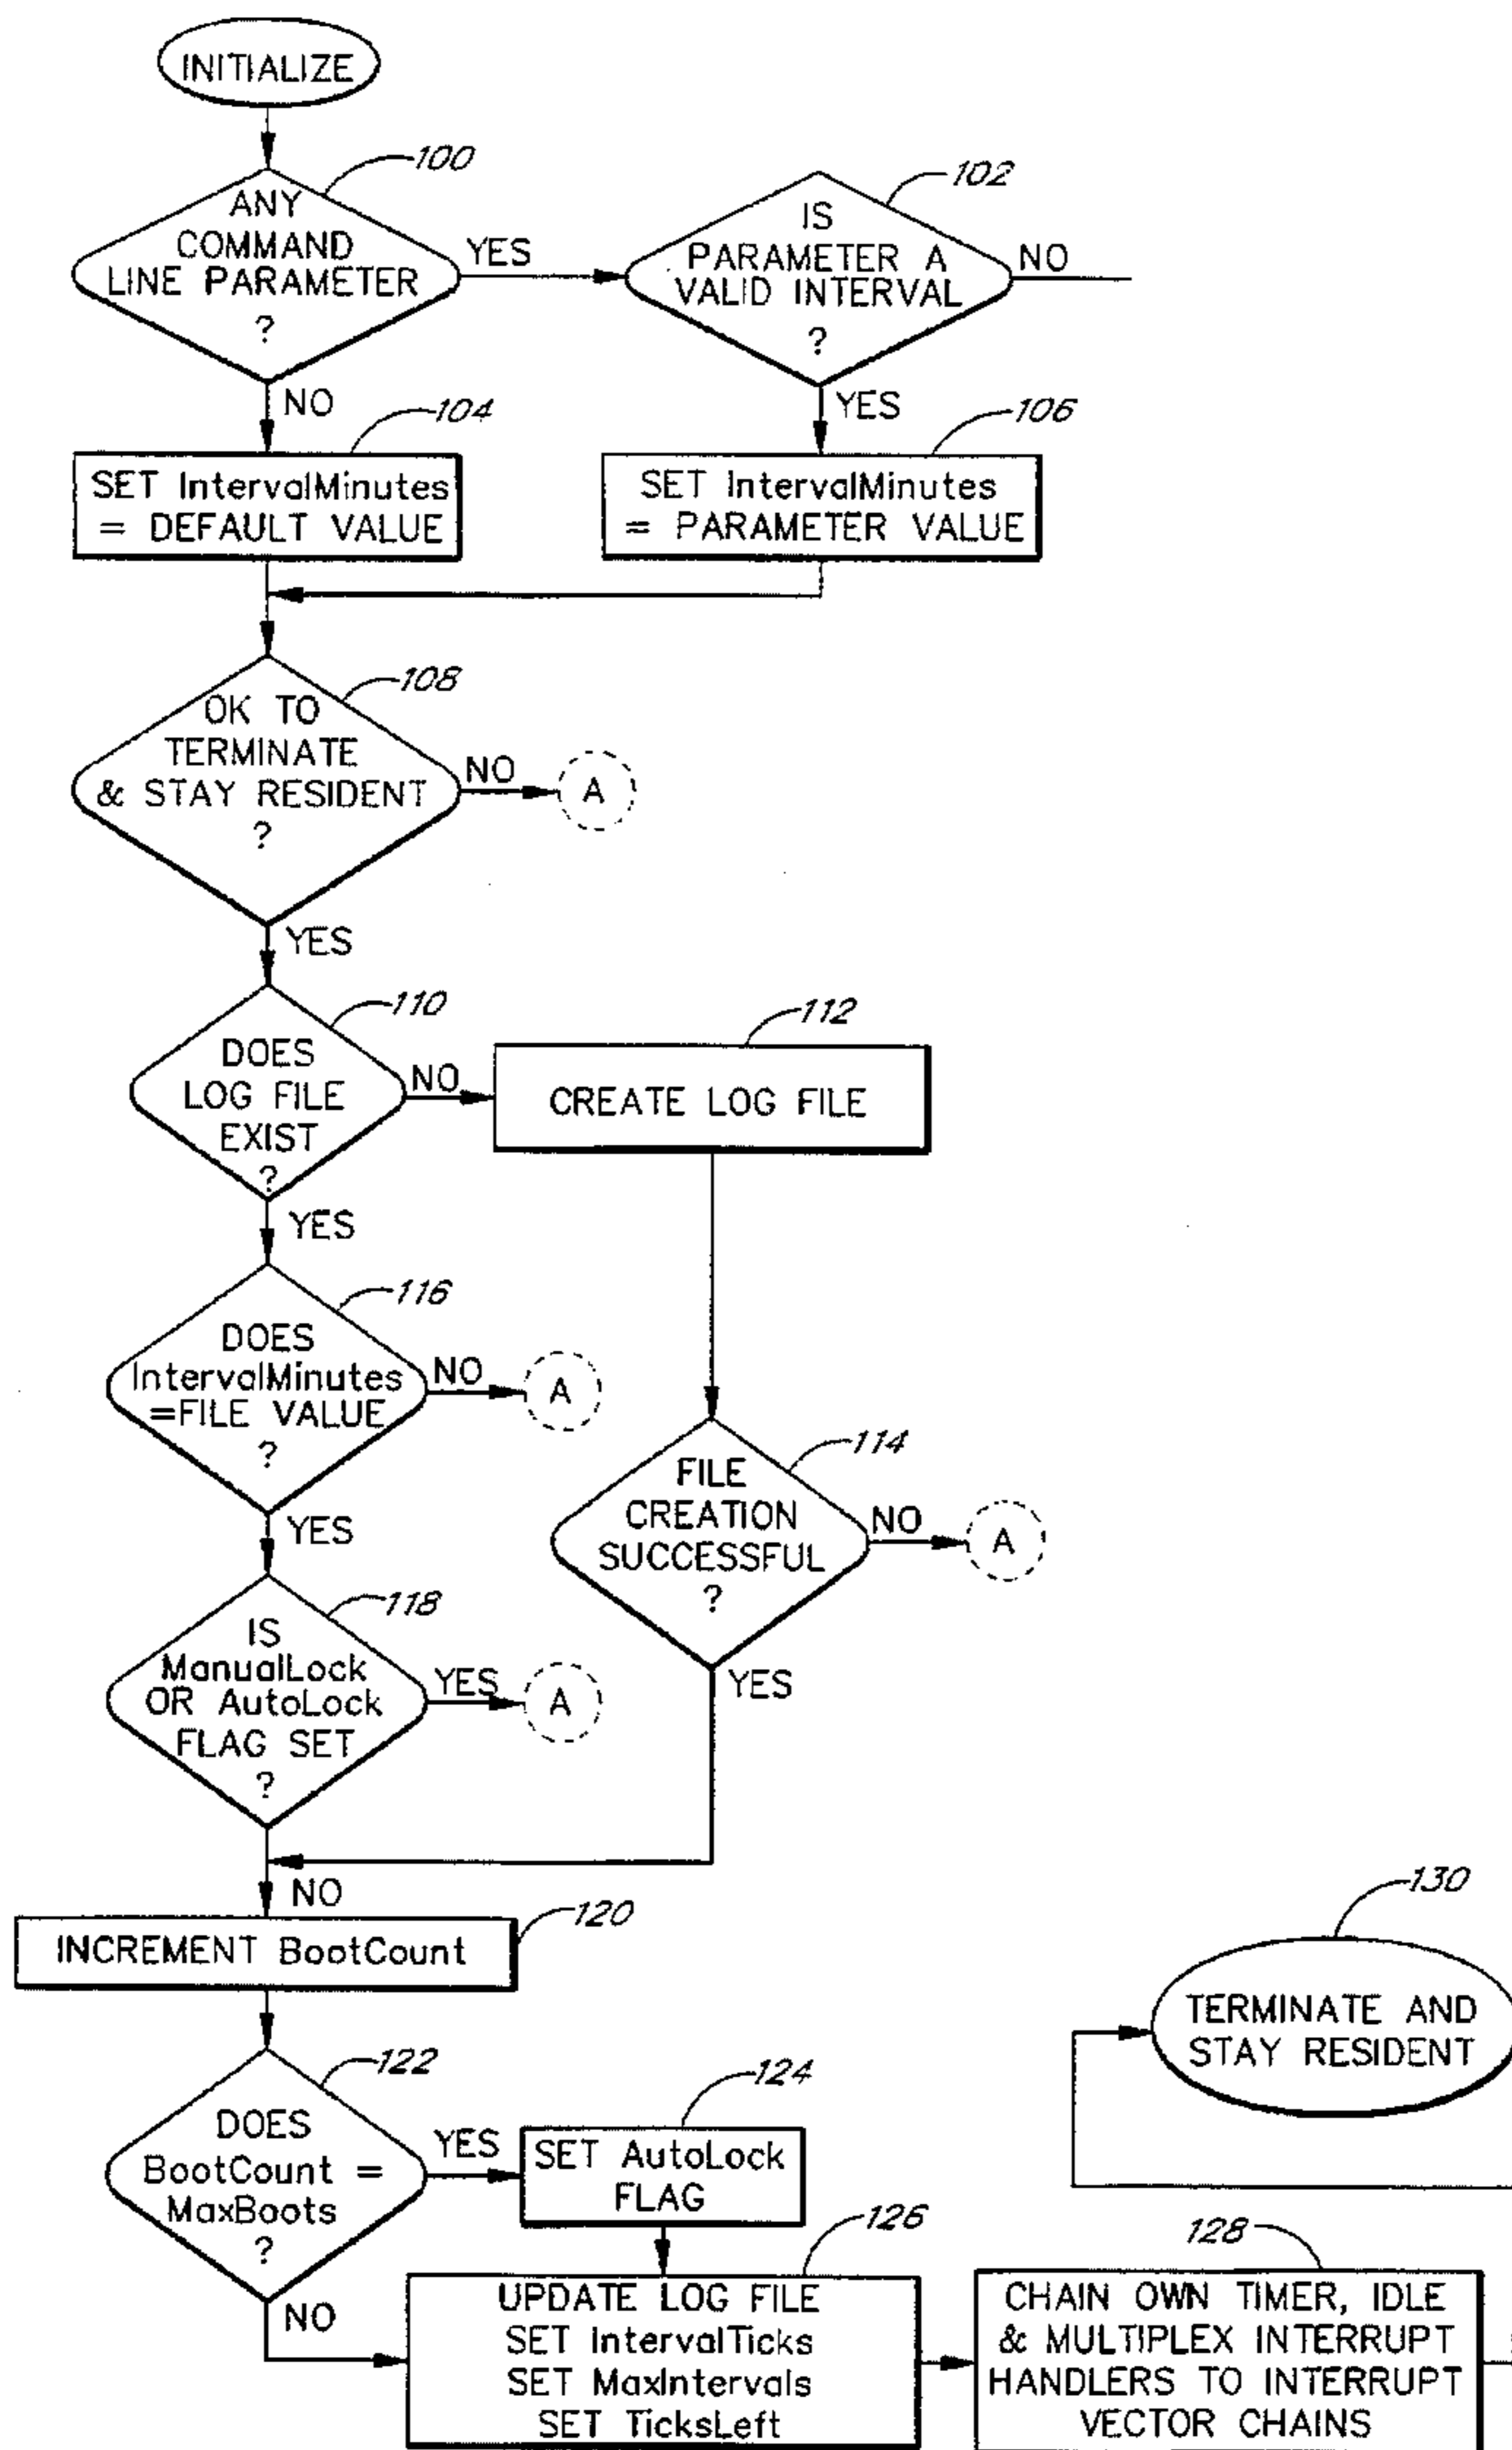 INITIALIZE
100
ANY
COMMAND
LINE PARAMETER
?
YES
102
IS
PARAMETER A
VALID INTERVAL
?
NO
NO
YES
104
SET IntervalMinutes
= DEFAULT VALUE
106
SET IntervalMinutes
= PARAMETER VALUE
108
OK TO
TERMINATE
& STAY RESIDENT
?
NO
A
YES
110
DOES
LOG FILE
EXIST
?
NO
112
CREATE LOG FILE
YES
116
DOES
IntervalMinutes
=FILE VALUE
?
NO
A
114
FILE
CREATION
SUCCESSFUL
?
NO
A
YES
YES
118
IS
ManualLock
OR AutoLock
FLAG SET
?
YES
A
NO
120
INCREMENT BootCount
130
TERMINATE AND
STAY RESIDENT
122
DOES
BootCount =
MaxBoots
?
YES
124
SET AutoLock
FLAG
NO
126
UPDATE LOG FILE
SET IntervalTicks
SET MaxIntervals
SET TicksLeft
128
CHAIN OWN TIMER, IDLE
& MULTIPLEX INTERRUPT
HANDLERS TO INTERRUPT
VECTOR CHAINS